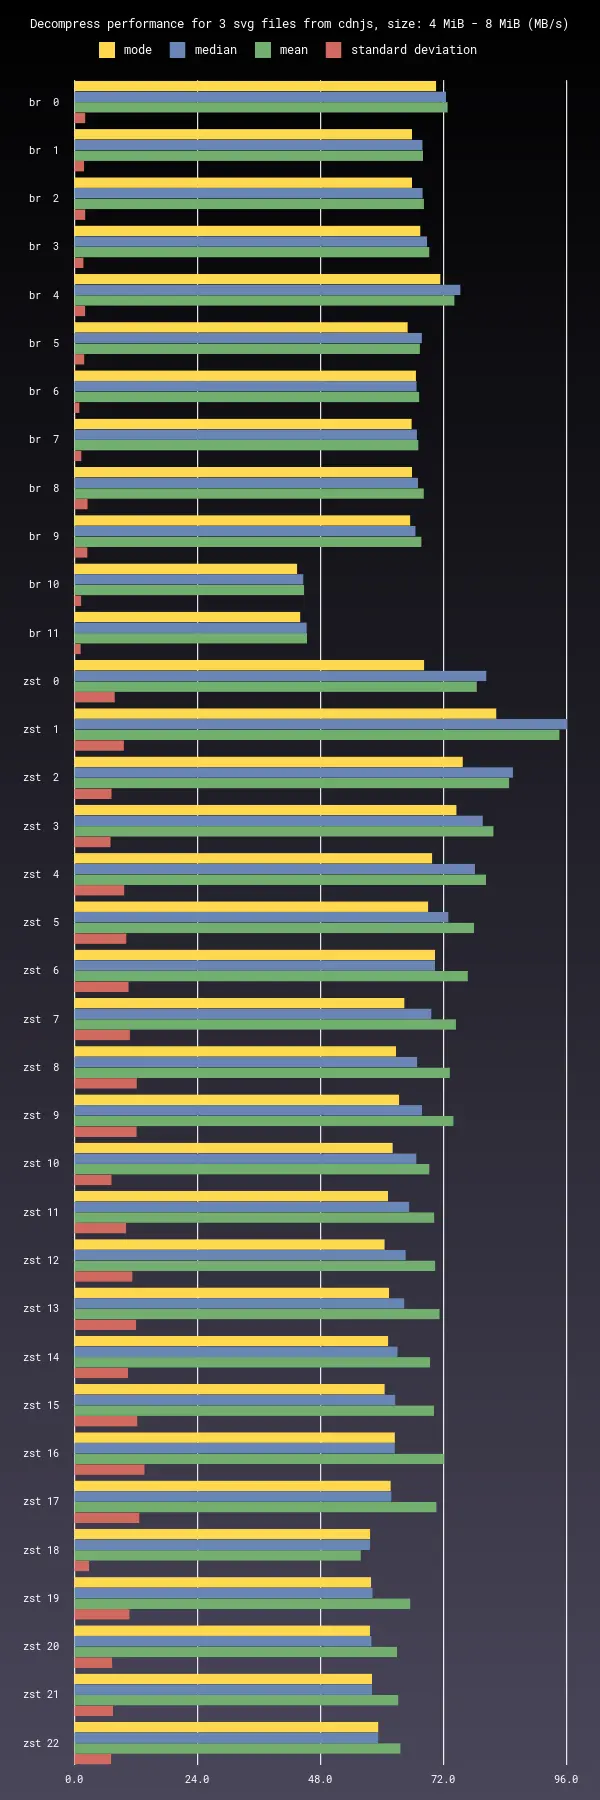 Decompress performance for 3 svg files from cdnjs, size: 4 MiB - 8 MiB (MB/s)
mode median mean standard deviation
br 0
br 1
br 2
br 3
br 4
br 5
br 6
br 7
br 8
br 9
br 10
br 11
zst 0
zst 1
zst 2
zst 3
zst 4
zst 5
zst 6
zst 7
zst 8
zst 9
zst 10
zst 11
zst 12
zst 13
zst 14
zst 15
zst 16
zst 17
zst 18
zst 19
zst 20
zst 21
zst 22
0.0 24.0 48.0 72.0 96.0